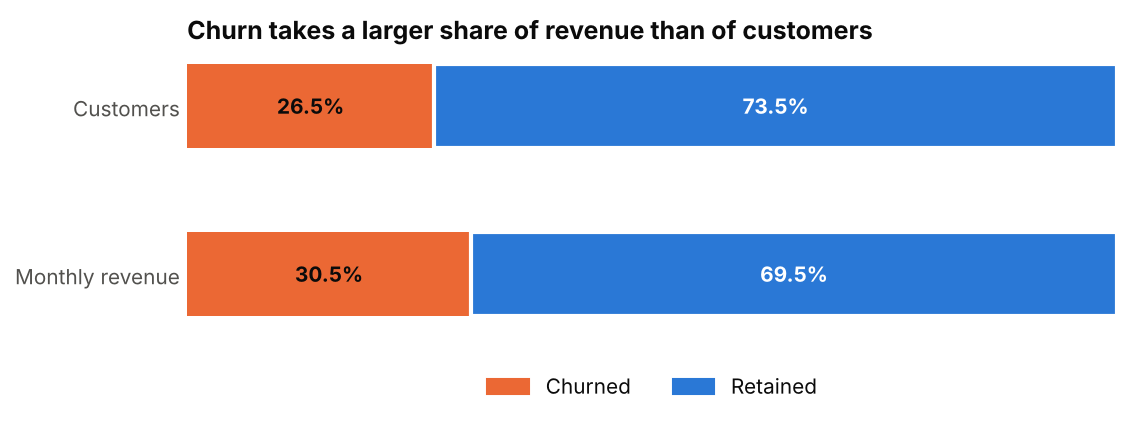 Churn takes a larger share of revenue than of customers
Customers
26.5%
73.5%
Monthly revenue
30.5%
69.5%
Churned
Retained